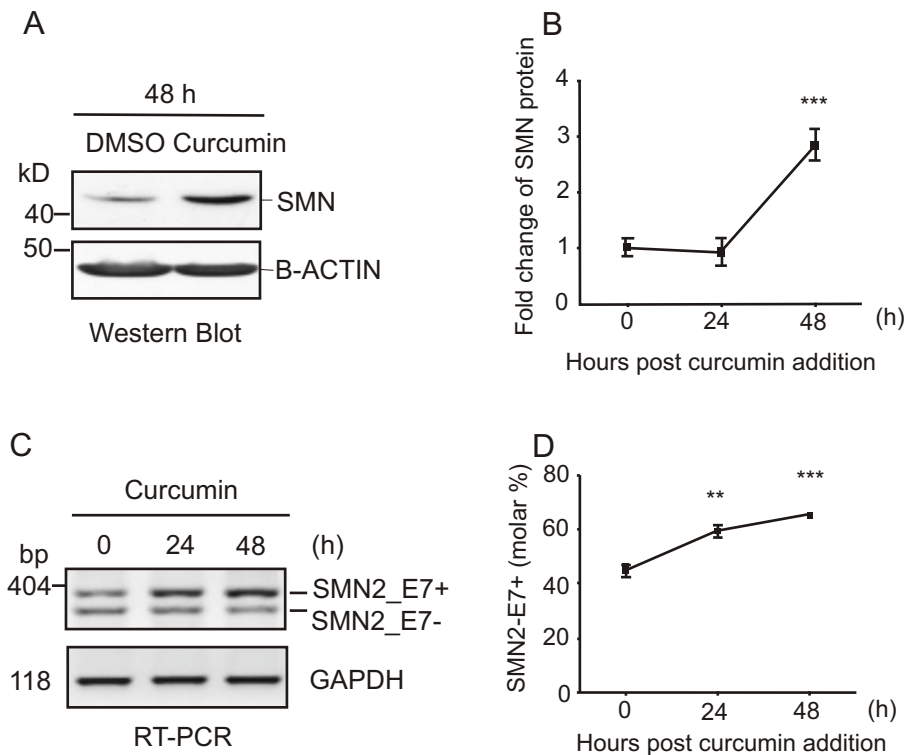 A
48 h
DMSO Curcumin
kD
40
SMN
50
B-ACTIN
Western Blot
B
Fold change of SMN protein
4
3
2
1
0
***
0 24 48 (h)
Hours post curcumin addition
C
Curcumin
0 24 48 (h)
bp
404
SMN2_E7+
SMN2_E7-
118
GAPDH
RT-PCR
D
SMN2-E7+ (molar %)
80
60
40
20
0
**
***
0 24 48 (h)
Hours post curcumin addition